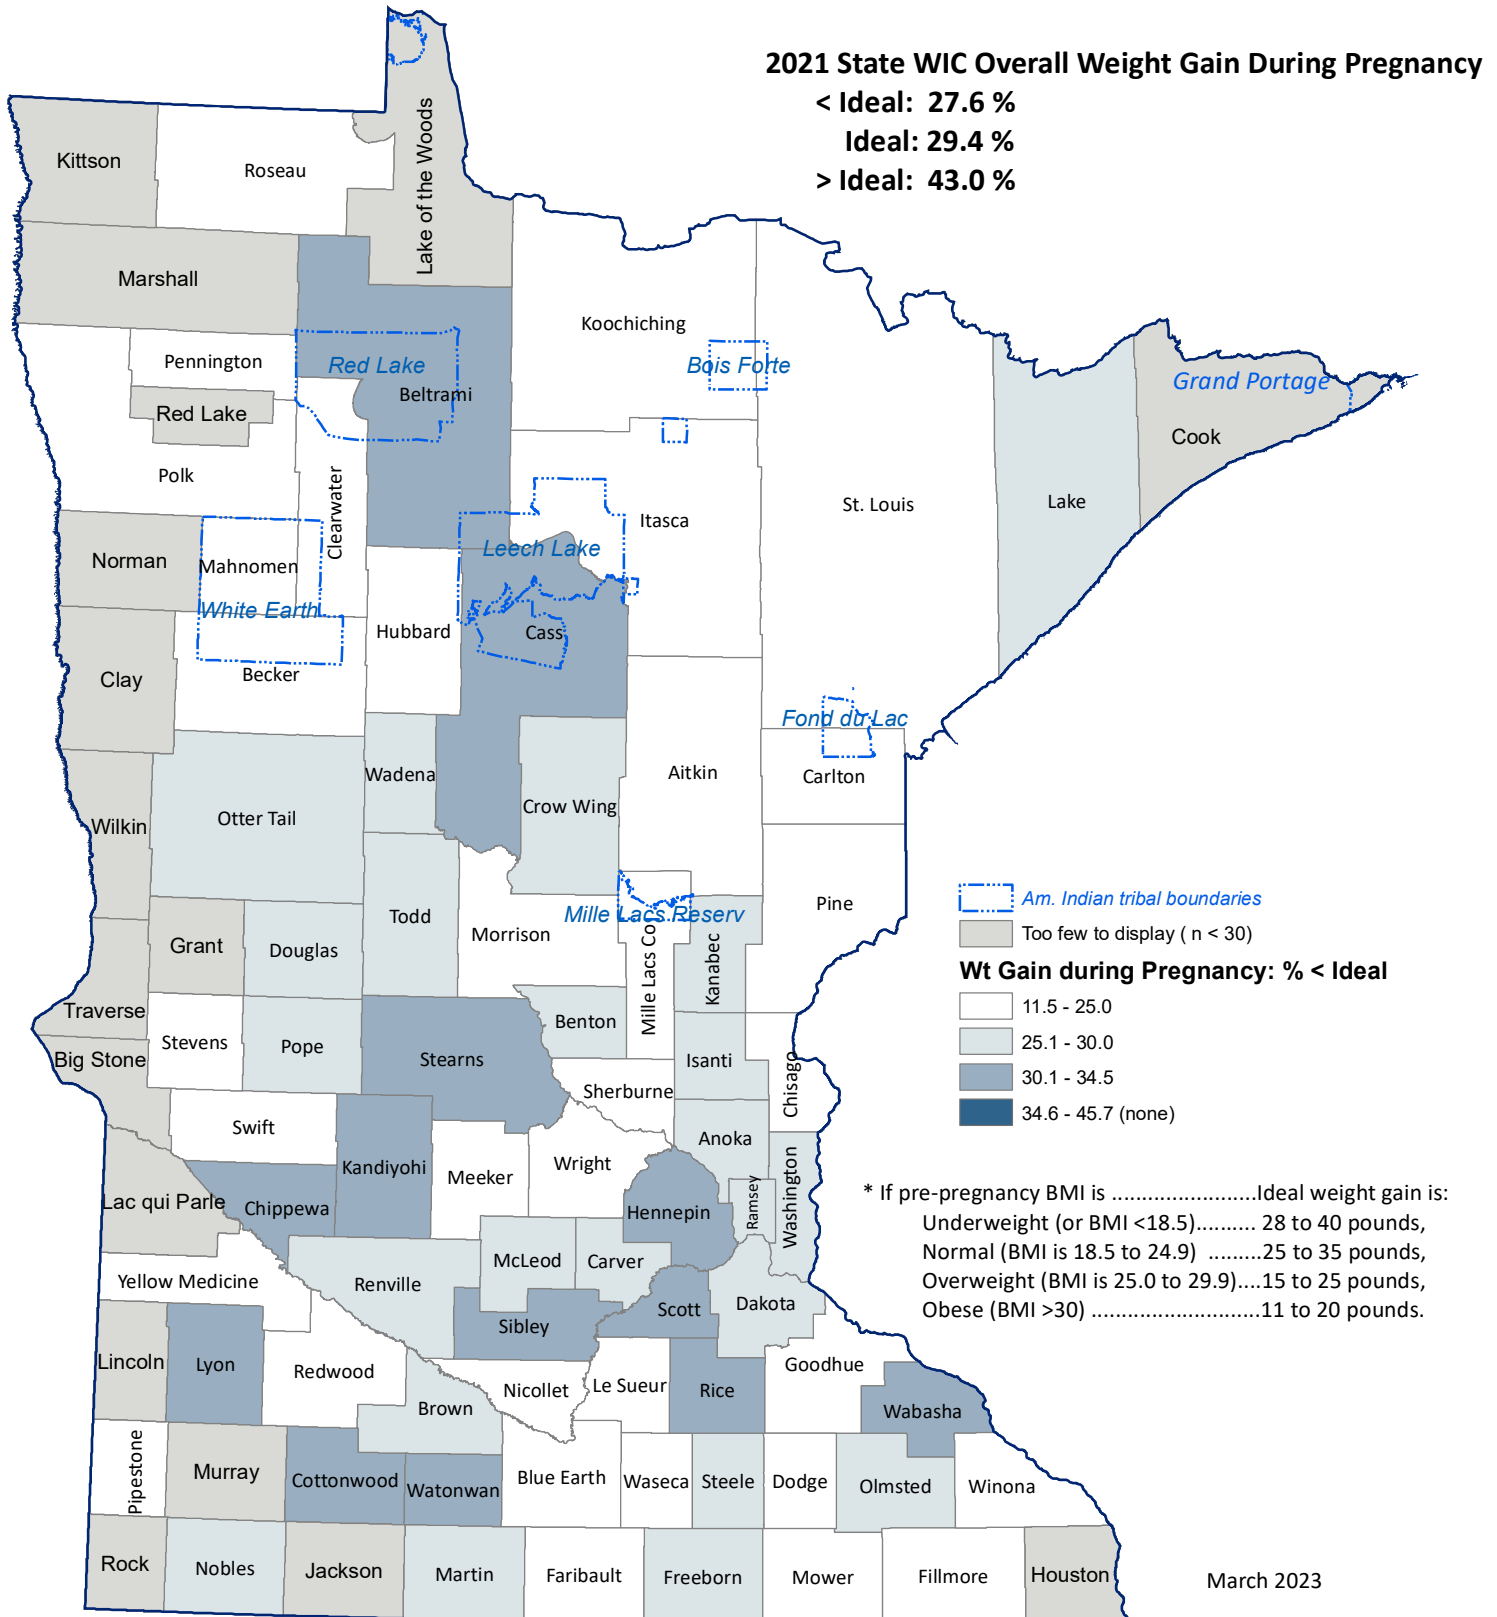 2021 State WIC Overall Weight Gain During Pregnancy
< Ideal: 27.6 %
Ideal: 29.4 %
> Ideal: 43.0 %
Kittson
Roseau
Lake of the Woods
Marshall
Koochiching
Pennington
Red Lake
Bois Forte
Beltrami
Grand Portage
Red Lake
Cook
Polk
Clearwater
Lake
St. Louis
Itasca
Norman
Mahnomen
Leech Lake
White Earth
Hubbard
Cass
Clay
Becker
Fond du Lac
Wadena
Aitkin
Carlton
Otter Tail
Crow Wing
Wilkin
Todd
Mille Lacs Reserv
Pine
Morrison
Grant
Douglas
Mille Lacs Co
Kanabec
Traverse
Stevens
Pope
Benton
Big Stone
Stearns
Isanti
Sherburne
Chisago
Swift
Anoka
Kandiyohi
Meeker
Wright
Washington
Ramsey
Lac qui Parle
Chippewa
Hennepin
McLeod
Carver
Yellow Medicine
Renville
Dakota
Scott
Sibley
Lincoln
Lyon
Redwood
Goodhue
Nicollet
Le Sueur
Rice
Brown
Wabasha
Pipestone
Murray
Cottonwood
Watonwan
Blue Earth
Waseca
Steele
Dodge
Olmsted
Winona
Rock
Nobles
Jackson
Martin
Faribault
Freeborn
Mower
Fillmore
Houston
Am. Indian tribal boundaries
Too few to display ( n < 30)
Wt Gain during Pregnancy: % < Ideal
11.5 - 25.0
25.1 - 30.0
30.1 - 34.5
34.6 - 45.7 (none)
* If pre-pregnancy BMI is ........................Ideal weight gain is:
Underweight (or BMI <18.5).......... 28 to 40 pounds,
Normal (BMI is 18.5 to 24.9) .........25 to 35 pounds,
Overweight (BMI is 25.0 to 29.9)....15 to 25 pounds,
Obese (BMI >30) ............................11 to 20 pounds.
March 2023